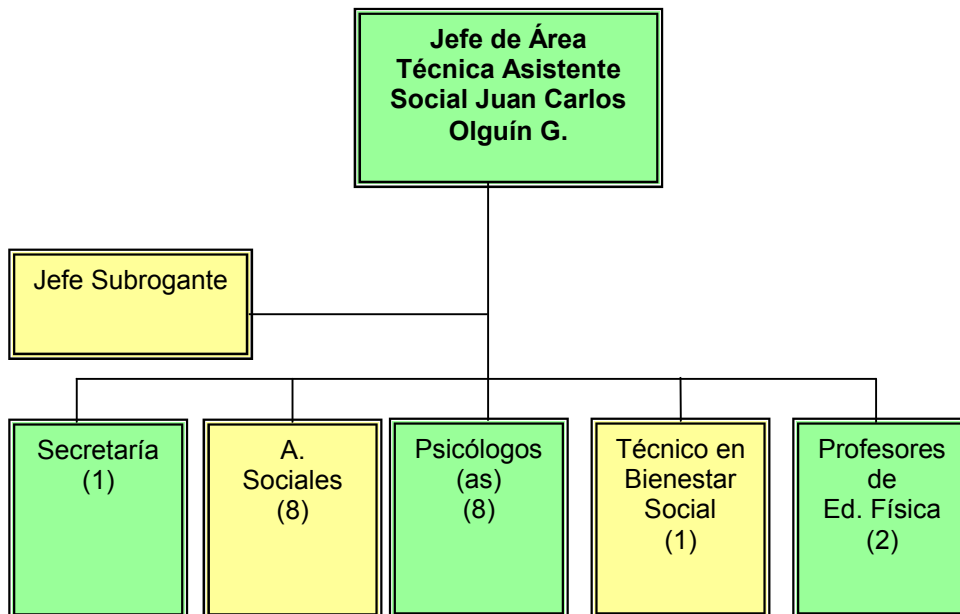 Jefe de Área
Técnica Asistente
Social Juan Carlos
Olguín G.
Jefe Subrogante
Secretaría
(1)
A.
Sociales
(8)
Psicólogos
(as)
(8)
Técnico en
Bienestar
Social
(1)
Profesores
de
Ed. Física
(2)